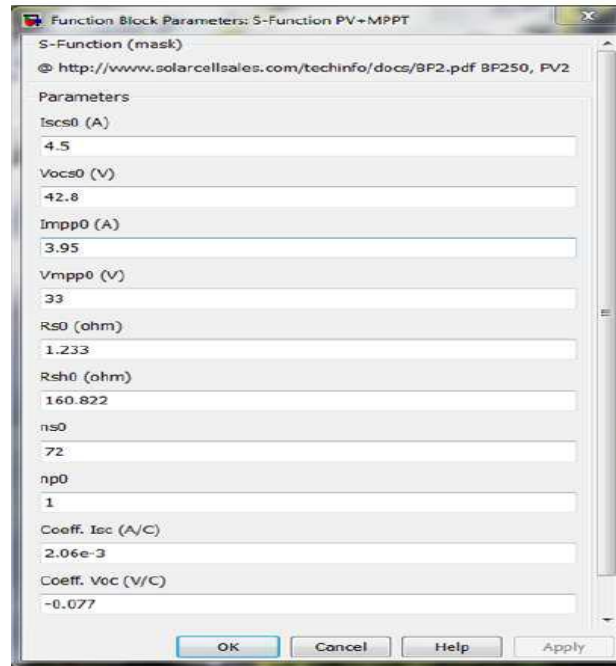 Function Block Parameters: S-Function PV+MPPT
S-Function (mask)
@ http://www.solarcellsales.com/techinfo/docs/BP2.pdf BP250, PV2
Parameters
Iscs0 (A)
4.5
Vocs0 (V)
42.8
Impp0 (A)
3.95
Vmpp0 (V)
33
Rs0 (ohm)
1.233
Rsh0 (ohm)
160.822
ns0
72
np0
1
Coeff. Isc (A/C)
2.06e-3
Coeff. Voc (V/C)
-0.077
OK Cancel Help Apply